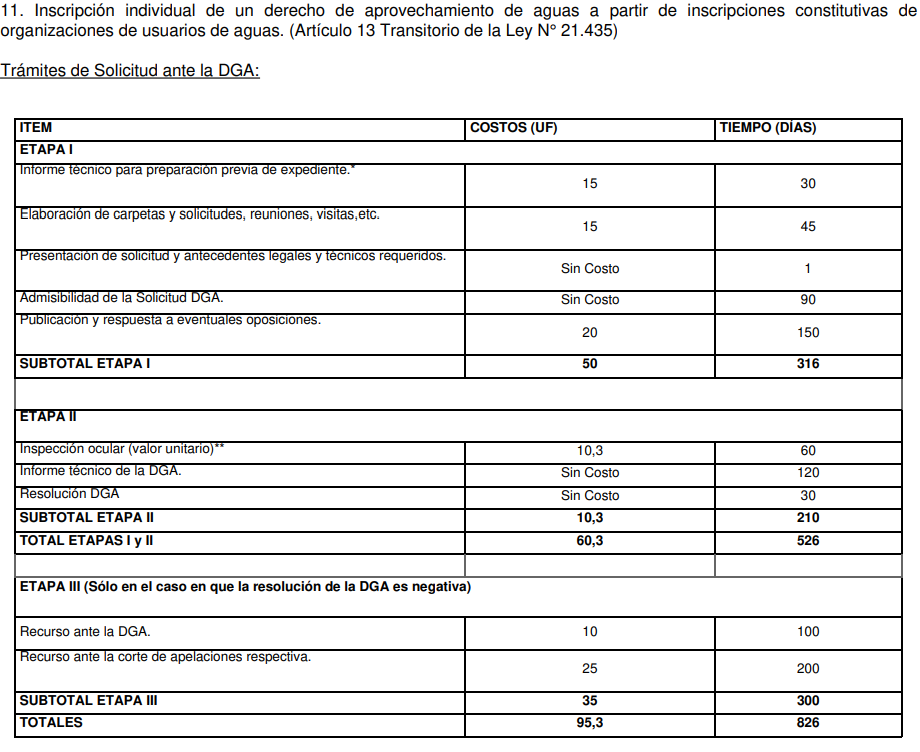 11. Inscripción individual de un derecho de aprovechamiento de aguas a partir de inscripciones constitutivas de
organizaciones de usuarios de aguas. (Artículo 13 Transitorio de la Ley N° 21.435)
Trámites de Solicitud ante la DGA:
ITEM COSTOS (UF) TIEMPO (DÍAS)
ETAPA I
Informe técnico para preparación previa de expediente.* 15 30
Elaboración de carpetas y solicitudes, reuniones, visitas,etc. 15 45
Presentación de solicitud y antecedentes legales y técnicos requeridos. Sin Costo 1
Admisibilidad de la Solicitud DGA. Sin Costo 90
Publicación y respuesta a eventuales oposiciones. 20 150
SUBTOTAL ETAPA I 50 316
ETAPA II
Inspección ocular (valor unitario)** 10,3 60
Informe técnico de la DGA. Sin Costo 120
Resolución DGA Sin Costo 30
SUBTOTAL ETAPA II 10,3 210
TOTAL ETAPAS I y II 60,3 526
ETAPA III (Sólo en el caso en que la resolución de la DGA es negativa)
Recurso ante la DGA. 10 100
Recurso ante la corte de apelaciones respectiva. 25 200
SUBTOTAL ETAPA III 35 300
TOTALES 95,3 826